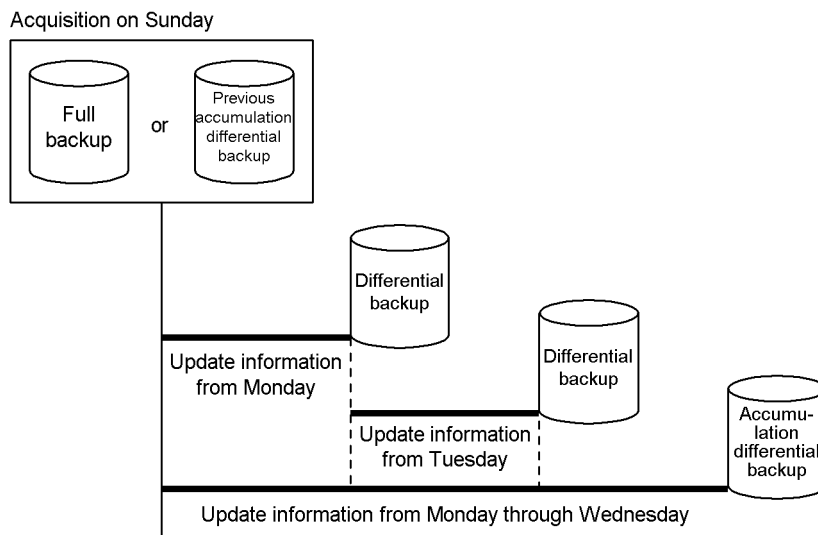 Acquisition on Sunday
Full
backup
or
Previous
accumulation
differential
backup
Differential
backup
Update information
from Monday
Differential
backup
Update information
from Tuesday
Accumu-
lation
differential
backup
Update information from Monday through Wednesday